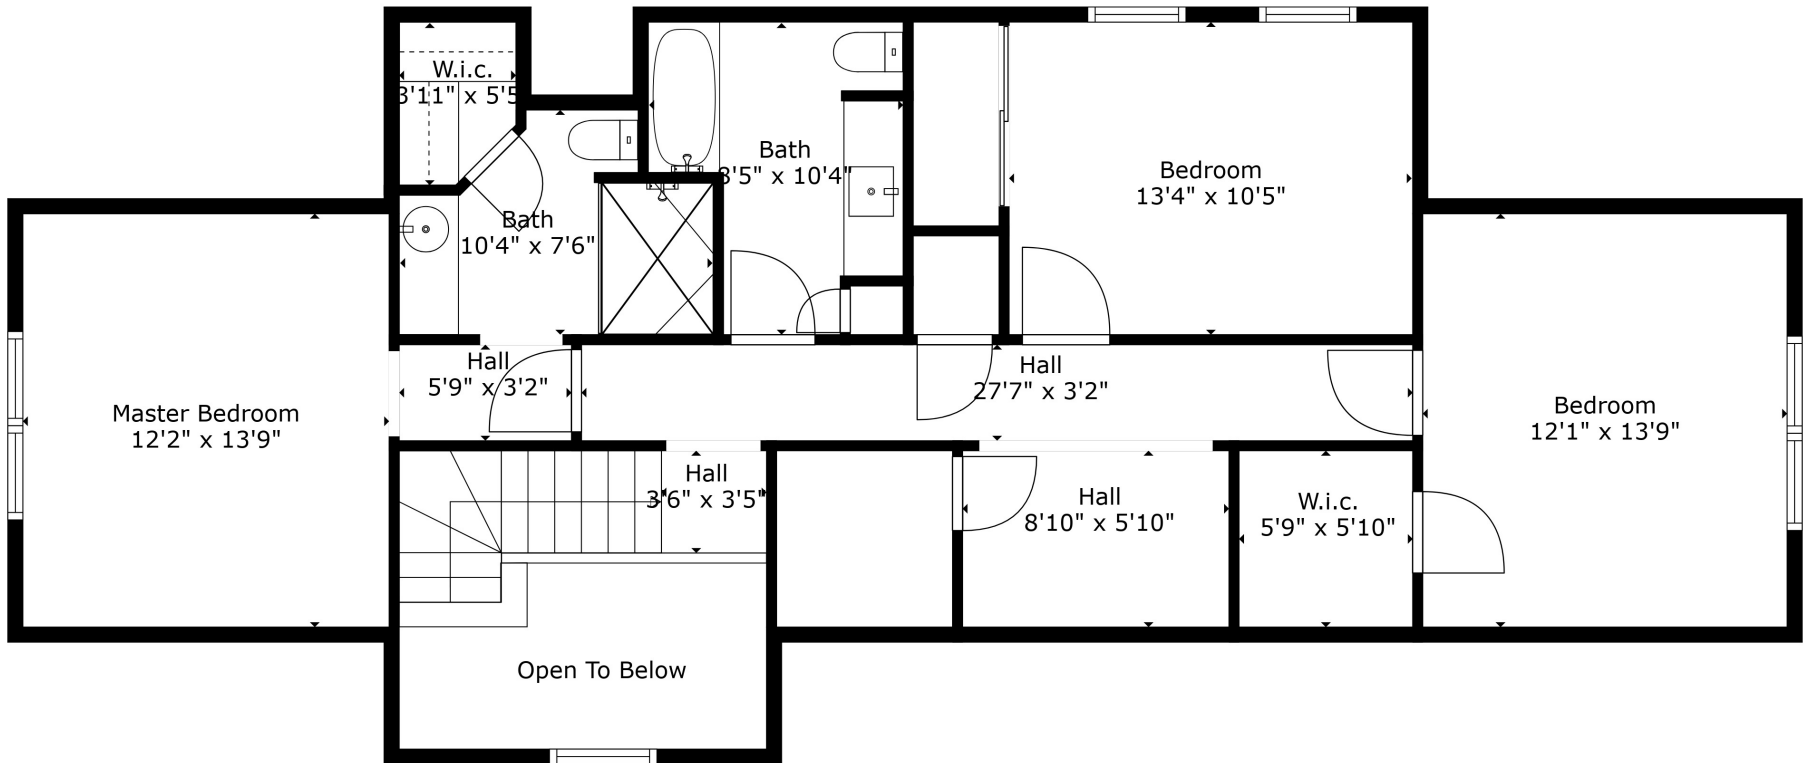 W.i.c.
3'11" x 5'5
Bath
8'5" x 10'4"
Bedroom
13'4" x 10'5"
Bath
10'4" x 7'6"
Hall
5'9" x 3'2"
Hall
27'7" x 3'2"
Master Bedroom
12'2" x 13'9"
Bedroom
12'1" x 13'9"
Hall
3'6" x 3'5"
Hall
8'10" x 5'10"
W.i.c.
5'9" x 5'10"
Open To Below